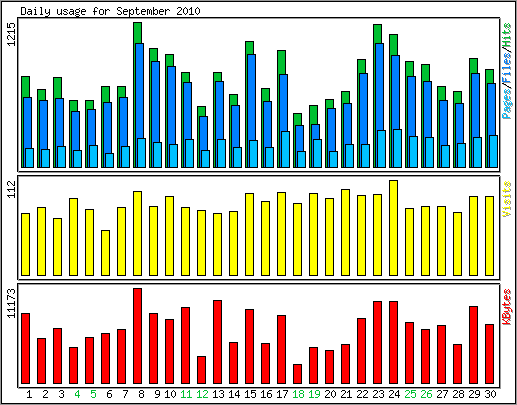 Daily usage for September 2010
1215
Pages/Files/Hits
112
Visits
11173
KBytes
1 2 3 4 5 6 7 8 9 10 11 12 13 14 15 16 17 18 19 20 21 22 23 24 25 26 27 28 29 30